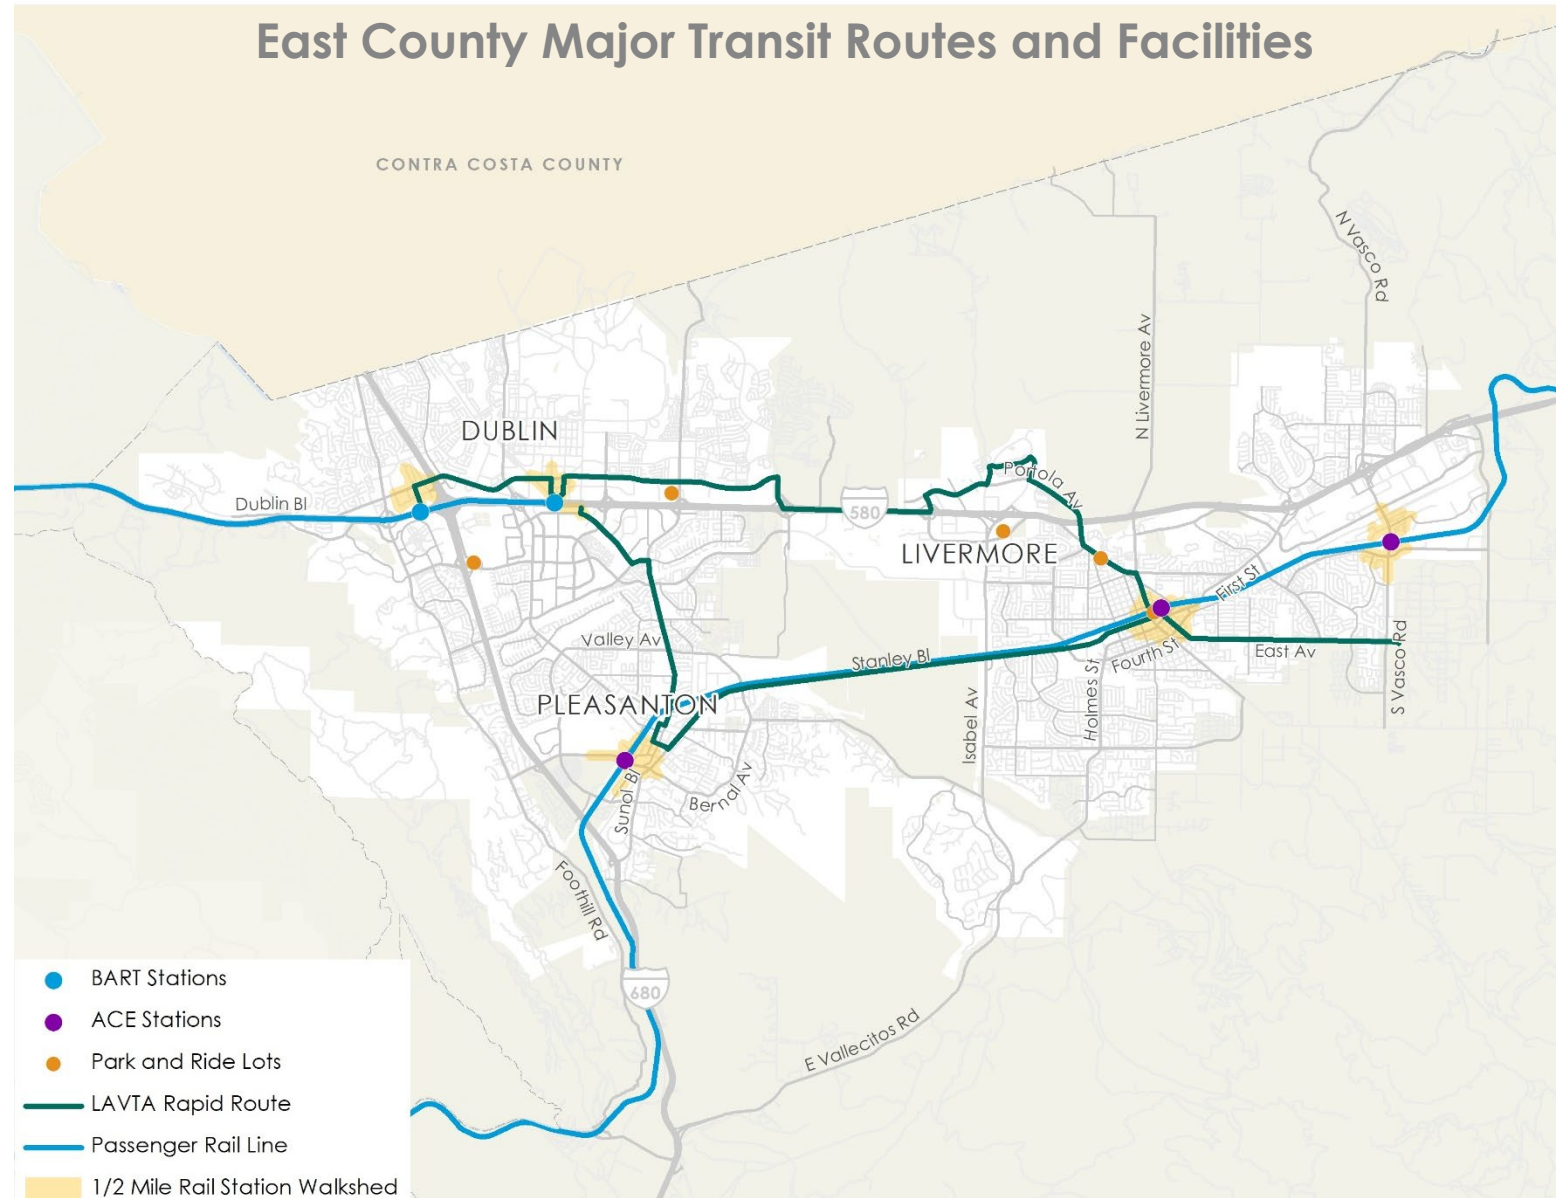 East County Major Transit Routes and Facilities
CONTRA COSTA COUNTY
N Vasco Rd
N Livermore Av
DUBLIN
Portola Av
Dublin Bl
580
LIVERMORE
First St
Valley Av
Stanley Bl
Fourth St
East Av
S Vasco Rd
PLEASANTON
Isabel Av
Holmes St
Sunol Bl
Bernal Av
Foothill Rd
680
E Vallecitos Rd
BART Stations
ACE Stations
Park and Ride Lots
LAVTA Rapid Route
Passenger Rail Line
1/2 Mile Rail Station Walkshed